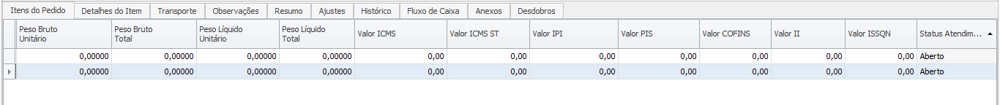 Itens do Pedido Detalhes do Item Transporte Observações Resumo Ajustes Histórico Fluxo de Caixa Anexos Desdobros
Peso Bruto Unitário Peso Bruto Total Peso Líquido Unitário Peso Líquido Total Valor ICMS Valor ICMS ST Valor IPI Valor PIS Valor COFINS Valor II Valor ISSQN Status Atendim...
0,00000 0,00000 0,00000 0,00000 0,00 0,00 0,00 0,00 0,00 0,00 0,00 Aberto
0,00000 0,00000 0,00000 0,00000 0,00 0,00 0,00 0,00 0,00 0,00 0,00 Aberto